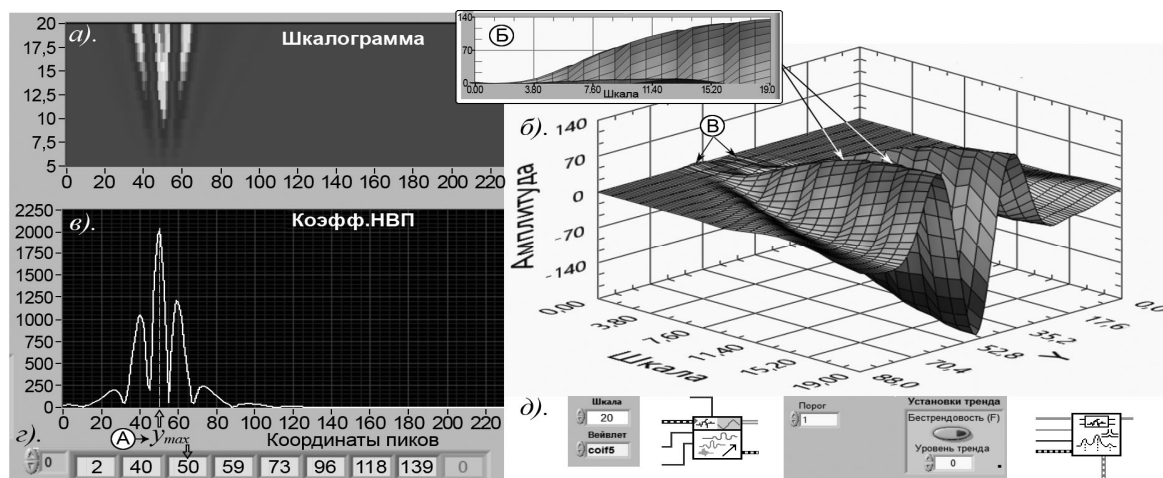 а).
Шкалограмма
20
17,5
15
12,5
10
7,5
5
0 20 40 60 80 100 120 140 160 180 200 220
в).
Коэфф.НВП
2250
2000
1750
1500
1250
1000
750
500
250
0
0 20 40 60 80 100 120 140 160 180 200 220
г).
А
y max
Координаты пиков
0
2 40 50 59 73 96 118 139 0
Б
140
70
0
0.00 3.80 7.60 11.40 15.20 19.0
Шкала
б).
В
Амплитуда
140
70
0
-70
-140
0,00
3,80
7,60
11,40
15,20
19,00
Шкала
88,0
70,4
52,8
35,2
17,6
0,0
Y
д).
Шкала
20
Вейвлет
coif5
Порог
1
Установки тренда
Бестрендовость (F)
Уровень тренда
0